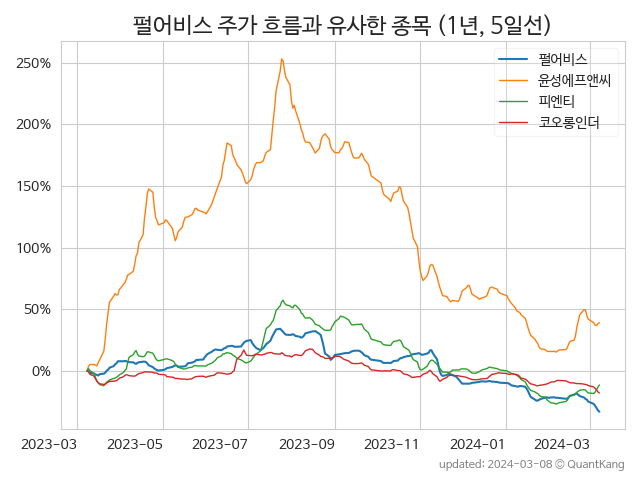 펄어비스 주가 흐름과 유사한 종목 (1년, 5일선)
펄어비스
윤성에프앤씨
피엔티
코오롱인더
250%
200%
150%
100%
50%
0%
2023-03 2023-05 2023-07 2023-09 2023-11 2024-01 2024-03
updated: 2024-03-08 © QuantKang